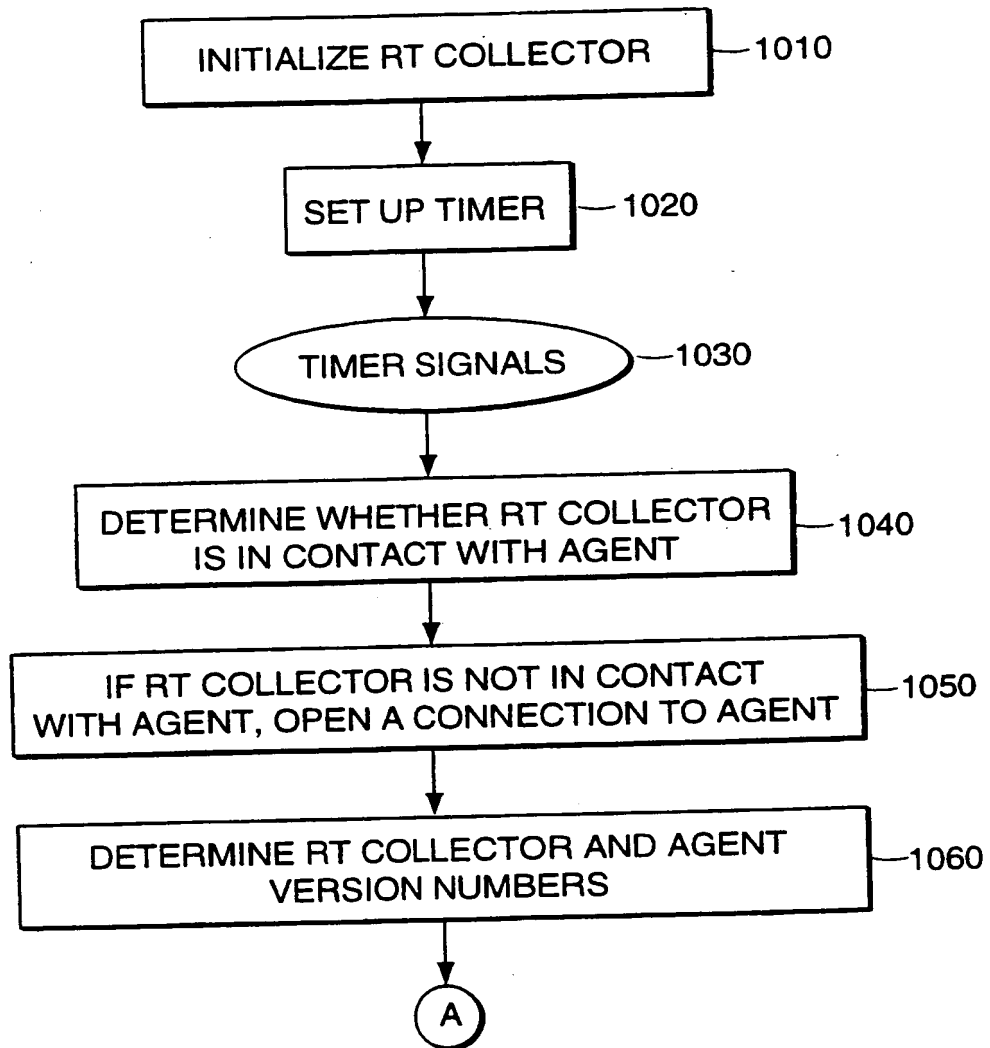 INITIALIZE RT COLLECTOR
1010
SET UP TIMER
1020
TIMER SIGNALS
1030
DETERMINE WHETHER RT COLLECTOR
IS IN CONTACT WITH AGENT
1040
IF RT COLLECTOR IS NOT IN CONTACT
WITH AGENT, OPEN A CONNECTION TO AGENT
1050
DETERMINE RT COLLECTOR AND AGENT
VERSION NUMBERS
1060
A